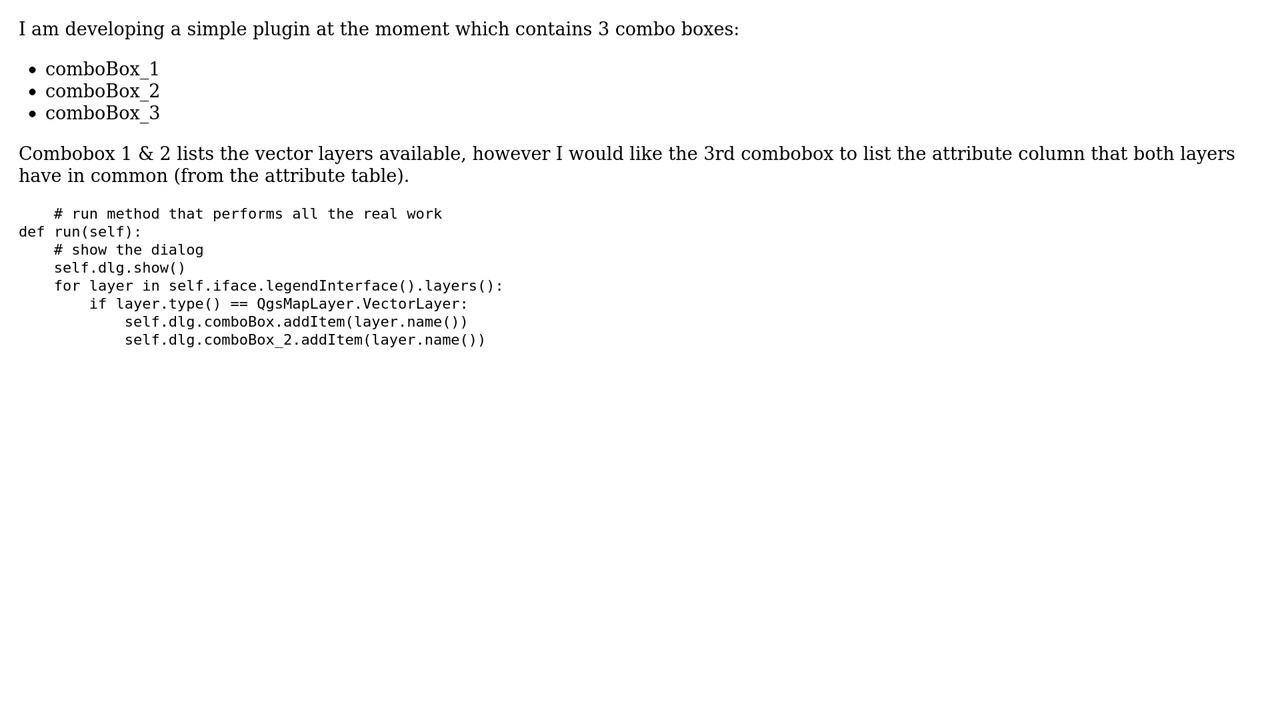 I am developing a simple plugin at the moment which contains 3 combo boxes:
• comboBox_1
• comboBox_2
• comboBox_3
Combobox 1 & 2 lists the vector layers available, however I would like the 3rd combobox to list the attribute column that both layers
have in common (from the attribute table).
    # run method that performs all the real work
def run(self):
    # show the dialog
    self.dlg.show()
    for layer in self.iface.legendInterface().layers():
        if layer.type() == QgsMapLayer.VectorLayer:
            self.dlg.comboBox.addItem(layer.name())
            self.dlg.comboBox_2.addItem(layer.name())